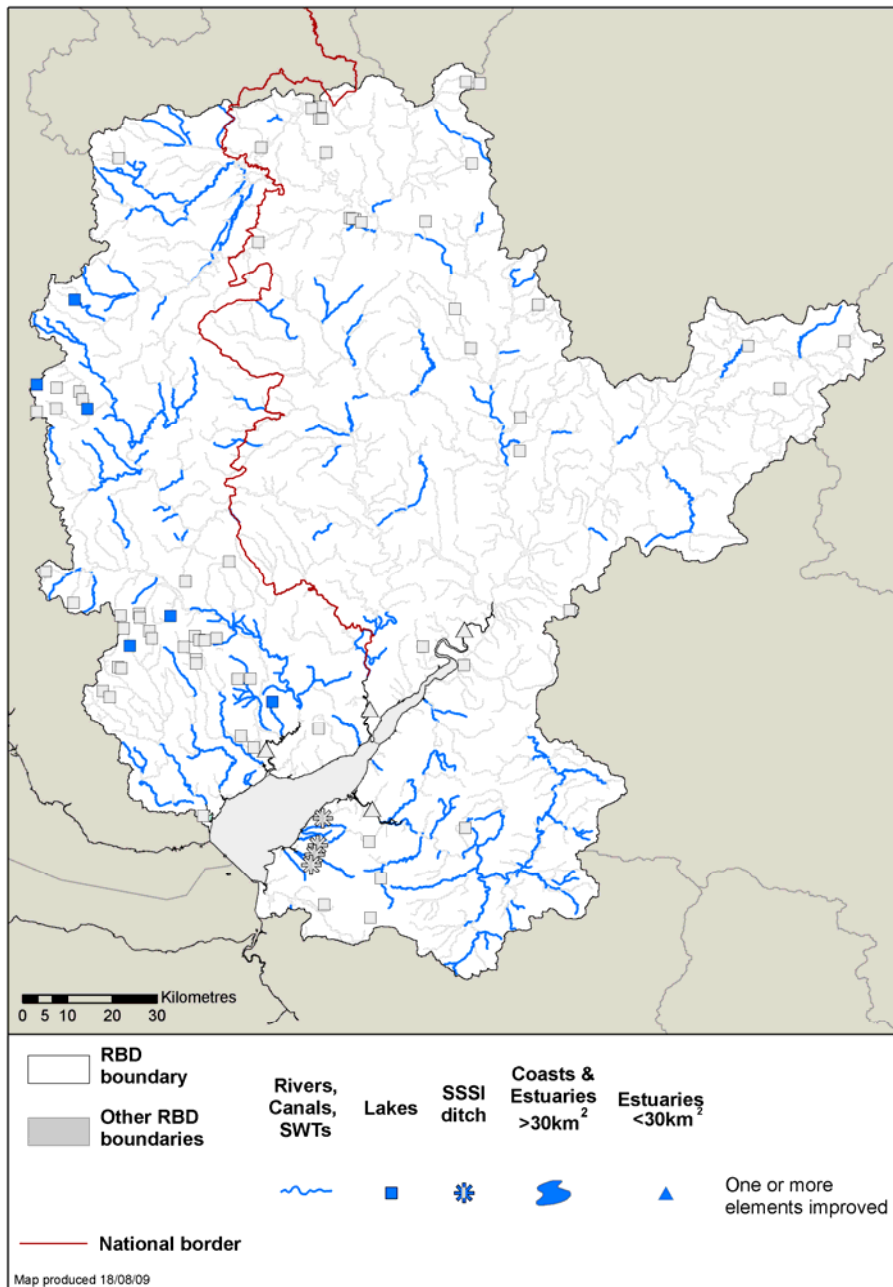 Kilometres
0 5 10 20 30
RBD
boundary
Other RBD
boundaries
Rivers,
Canals,
SWTs
Lakes
SSSI
ditch
Coasts &
Estuaries
>30km²
Estuaries
<30km²
One or more
elements improved
National border
Map produced 18/08/09